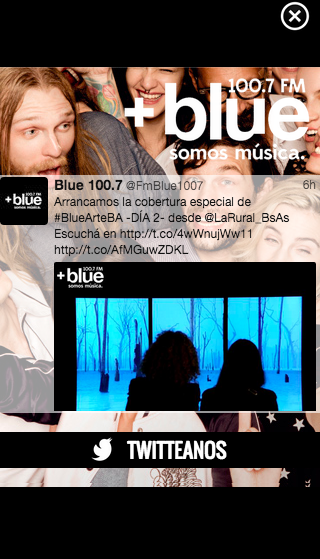 100.7 FM
+blue
somos música.
100.7 FM
+blue
somos música.
Blue 100.7 @FmBlue1007 6h
Arrancamos la cobertura especial de
#BlueArteBA -DÍA 2- desde @LaRural_BsAs
Escuchá en http://t.co/4wWnujWw11
http://t.co/AfMGuwZDKL
100.7 FM
+blue
somos música.
TWITTEANOS